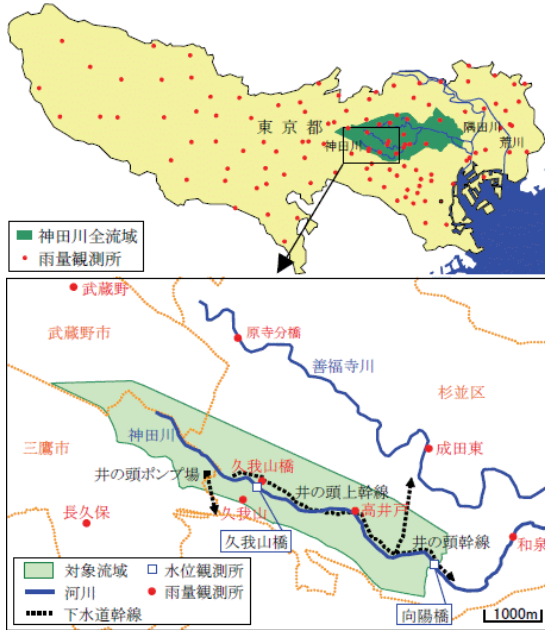 東京都
神田川
隅田川
荒川
神田川全流域
雨量観測所
武蔵野
武蔵野市
原寺分橋
善福寺川
杉並区
神田川
三鷹市
成田東
井の頭ポンプ場
久我山橋
井の頭上幹線
久我山
高井戸
長久保
久我山橋
井の頭幹線
和泉
対象流域
水位観測所
河川
雨量観測所
下水道幹線
向陽橋
1000m